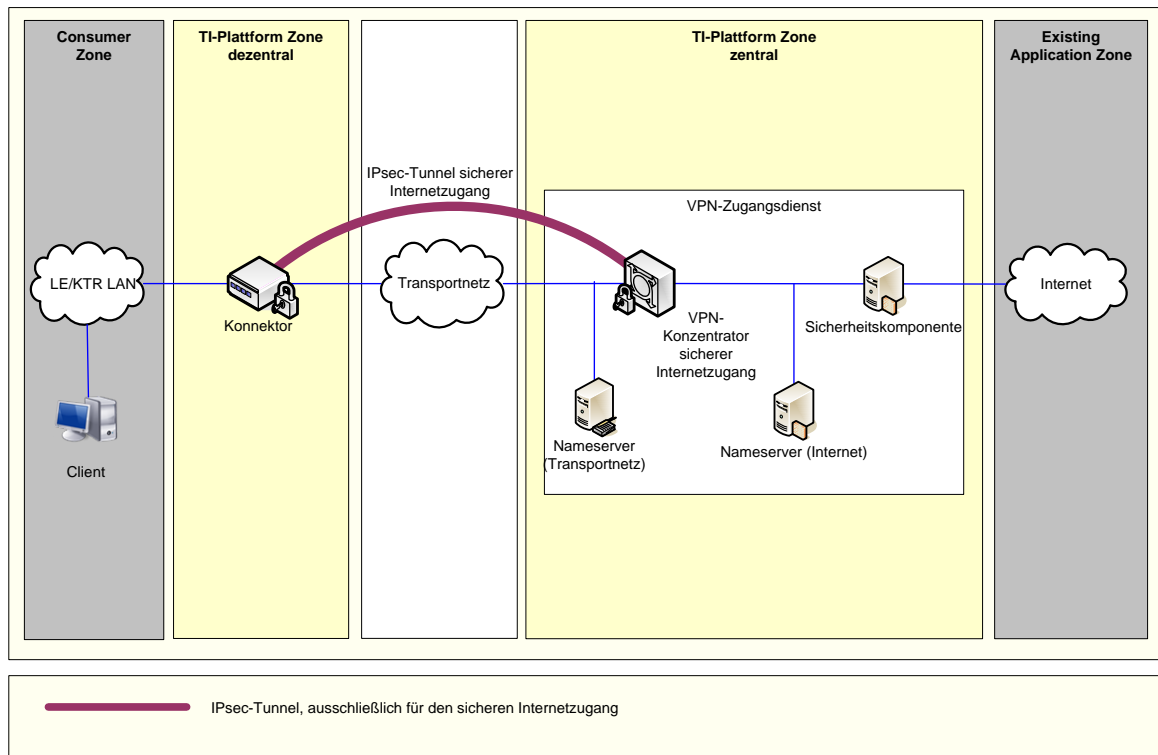 Consumer
Zone
TI-Plattform Zone
dezentral
TI-Plattform Zone
zentral
Existing
Application Zone
IPsec-Tunnel sicherer
Internetzugang
VPN-Zugangsdienst
LE/KTR LAN
Konnektor
Transportnetz
VPN-
Konzentrator
sicherer
Internetzugang
Sicherheitskomponente
Internet
Client
Nameserver
(Transportnetz)
Nameserver (Internet)
IPsec-Tunnel, ausschließlich für den sicheren Internetzugang